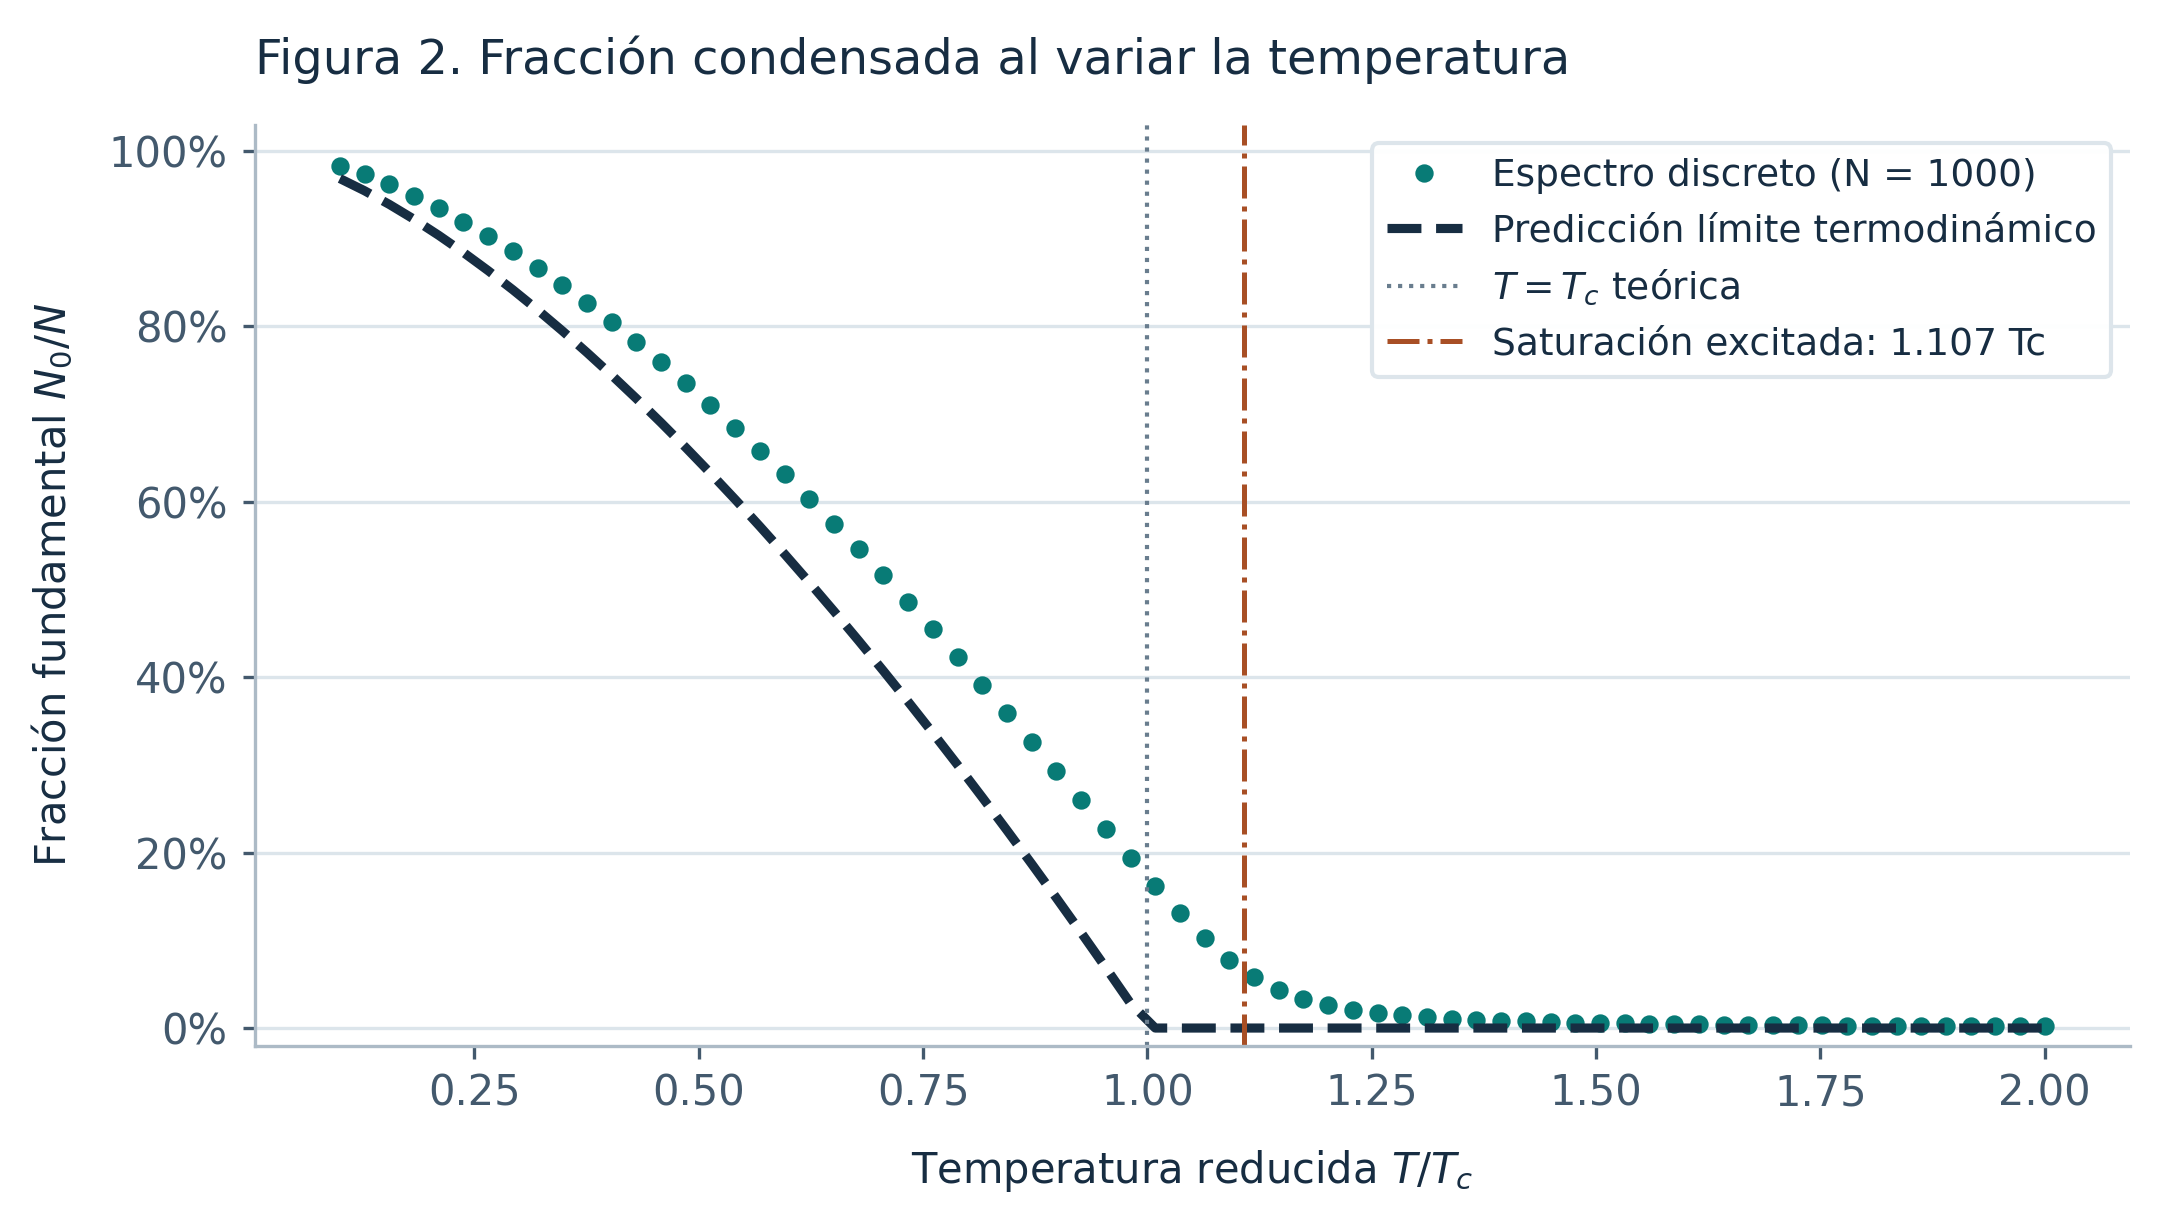 Figura 2. Fracción condensada al variar la temperatura
100%
80%
60%
40%
20%
0%
Fracción fundamental N₀/N
Espectro discreto (N = 1000)
Predicción límite termodinámico
T = T_c teórica
Saturación excitada: 1.107 Tc
0.25 0.50 0.75 1.00 1.25 1.50 1.75 2.00
Temperatura reducida T/T_c